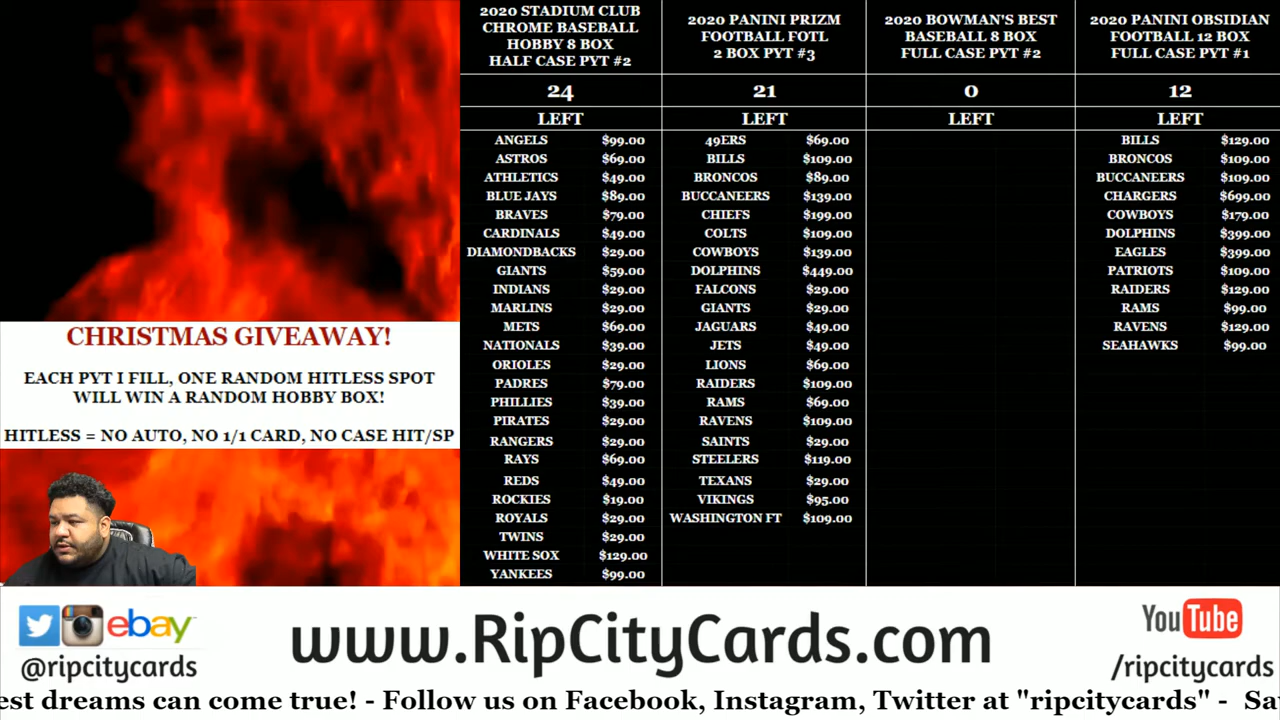 2020 STADIUM CLUB
CHROME BASEBALL
HOBBY 8 BOX
HALF CASE PYT #2
24
LEFT
ANGELS $99.00
ASTROS $69.00
ATHLETICS $49.00
BLUE JAYS $89.00
BRAVES $79.00
CARDINALS $49.00
DIAMONDBACKS $29.00
GIANTS $59.00
INDIANS $29.00
MARLINS $29.00
METS $69.00
NATIONALS $39.00
ORIOLES $29.00
PADRES $79.00
PHILLIES $39.00
PIRATES $29.00
RANGERS $29.00
RAYS $69.00
REDS $49.00
ROCKIES $19.00
ROYALS $29.00
TWINS $29.00
WHITE SOX $129.00
YANKEES $99.00
2020 PANINI PRIZM
FOOTBALL FOTL
2 BOX PYT #3
21
LEFT
49ERS $69.00
BILLS $109.00
BRONCOS $89.00
BUCCANEERS $139.00
CHIEFS $199.00
COLTS $109.00
COWBOYS $139.00
DOLPHINS $449.00
FALCONS $29.00
GIANTS $29.00
JAGUARS $49.00
JETS $49.00
LIONS $69.00
RAIDERS $109.00
RAMS $69.00
RAVENS $109.00
SAINTS $29.00
STEELERS $119.00
TEXANS $29.00
VIKINGS $95.00
WASHINGTON FT $109.00
2020 BOWMAN'S BEST
BASEBALL 8 BOX
FULL CASE PYT #2
0
LEFT
2020 PANINI OBSIDIAN
FOOTBALL 12 BOX
FULL CASE PYT #1
12
LEFT
BILLS $129.00
BRONCOS $109.00
BUCCANEERS $109.00
CHARGERS $699.00
COWBOYS $179.00
DOLPHINS $399.00
EAGLES $399.00
PATRIOTS $109.00
RAIDERS $129.00
RAMS $99.00
RAVENS $129.00
SEAHAWKS $99.00
CHRISTMAS GIVEAWAY!
EACH PYT I FILL, ONE RANDOM HITLESS SPOT
WILL WIN A RANDOM HOBBY BOX!
HITLESS = NO AUTO, NO 1/1 CARD, NO CASE HIT/SP
ebay
@ripcitycards
www.RipCityCards.com
YouTube
/ripcitycards
est dreams can come true! - Follow us on Facebook, Instagram, Twitter at "ripcitycards" - Sa